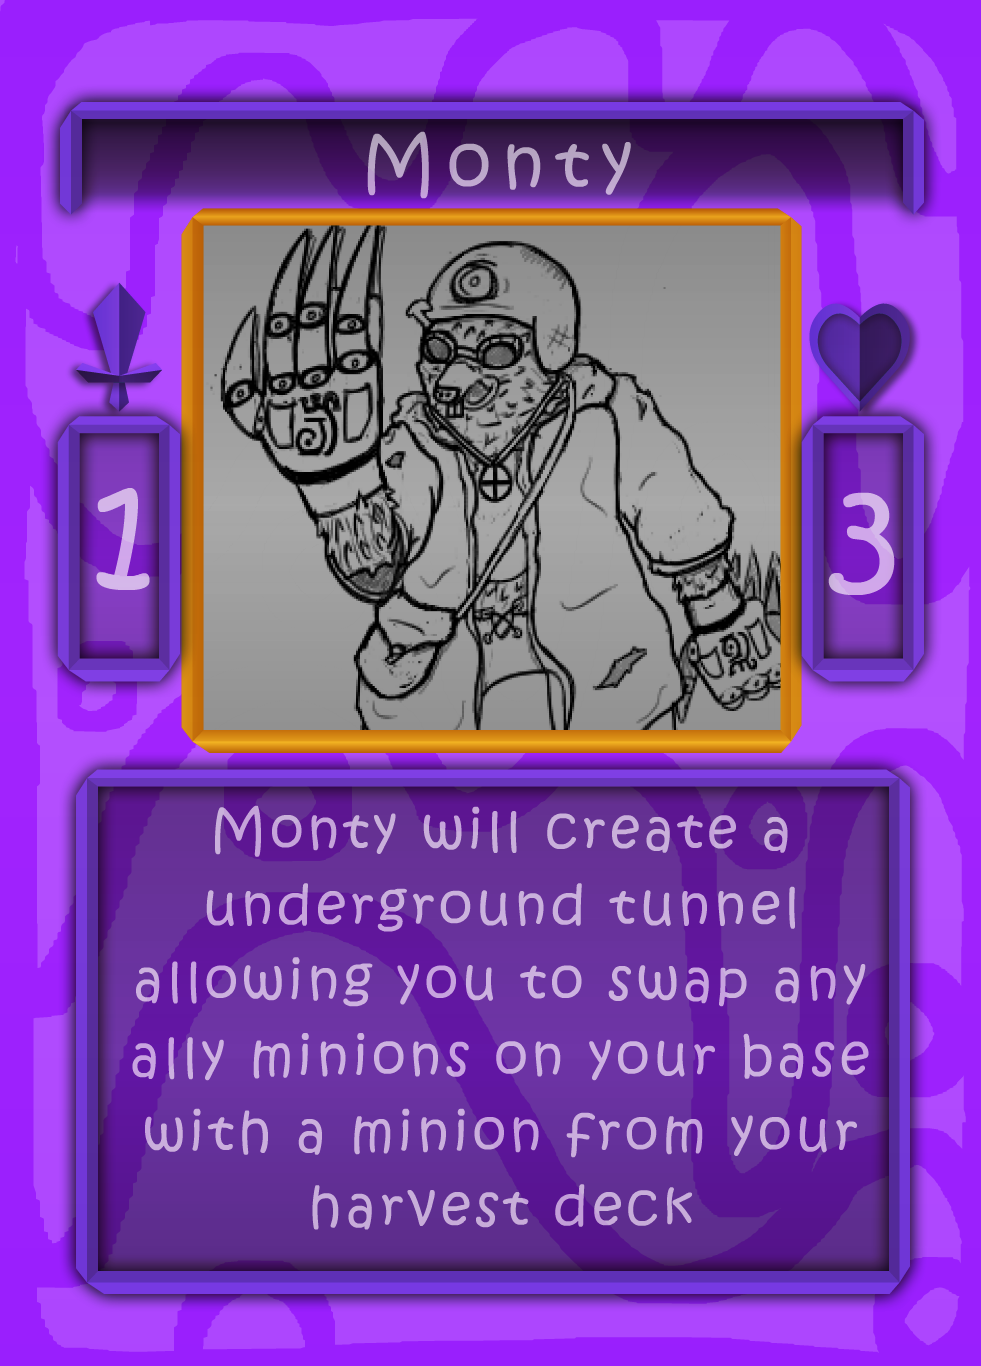 Monty
1
3
Monty will create a
underground tunnel
allowing you to swap any
ally minions on your base
with a minion from your
harvest deck